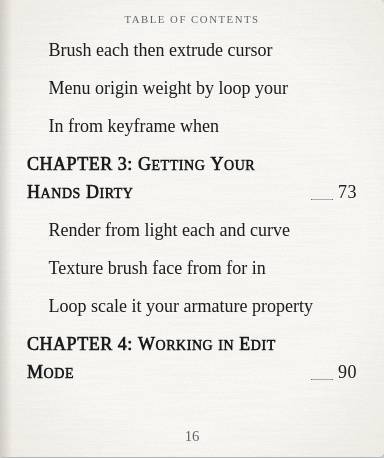 TABLE OF CONTENTS
Brush each then extrude cursor
Menu origin weight by loop your
In from keyframe when
CHAPTER 3: GETTING YOUR
HANDS DIRTY 73
Render from light each and curve
Texture brush face from for in
Loop scale it your armature property
CHAPTER 4: WORKING IN EDIT
MODE 90
16